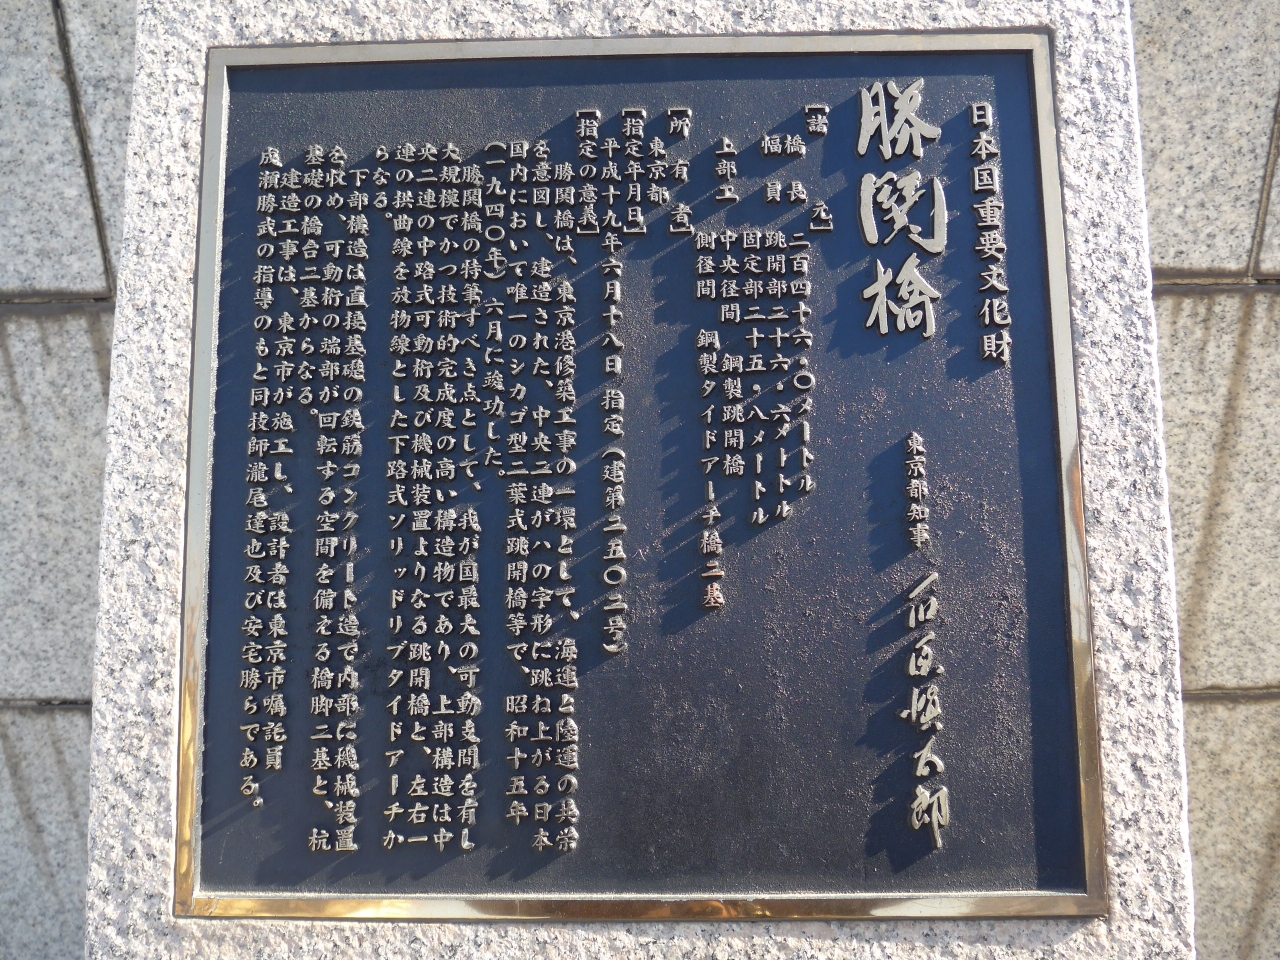 日本国重要文化財
勝鬨橋
東京都知事 石原慎太郎
【諸元】
橋長 二百四十六・〇メートル
幅員 跳開部 二十六・六メートル
固定部 二十五・八メートル
上部工 中央径間 鋼製跳開橋
側径間 鋼製タイドアーチ橋二基
【所有者】
東京都
【指定年月日】
平成十九年六月十八日 指定(建第二五〇二号)
【指定の意義】
勝鬨橋は、東京港修築工事の一環として、海運と陸運の共栄
を意図し、建造された、中央二連がハの字形に跳ね上がる日本
国内において唯一のシカゴ型二葉式跳開橋等で、昭和十五年
(一九四〇年)六月に竣功した。
勝鬨橋の特筆すべき点として、我が国最大の可動支間を有し
大規模でかつ技術的完成度の高い構造物であり、上部構造は中
央二連の中路式可動桁及び機械装置よりなる跳開橋と、左右一
連の拱曲線を放物線とした下路式ソリッドリブタイドアーチか
らなる。
下部構造は直接基礎の鉄筋コンクリート造で内部に機械装置
を収め、可動桁の端部が回転する空間を備える橋脚二基と、杭
基礎の橋台二基からなる。
建造工事は、東京市が施工し、設計者は東京市嘱託員
成瀬勝武の指導のもと同技師瀧尾達也及び安宅勝らである。